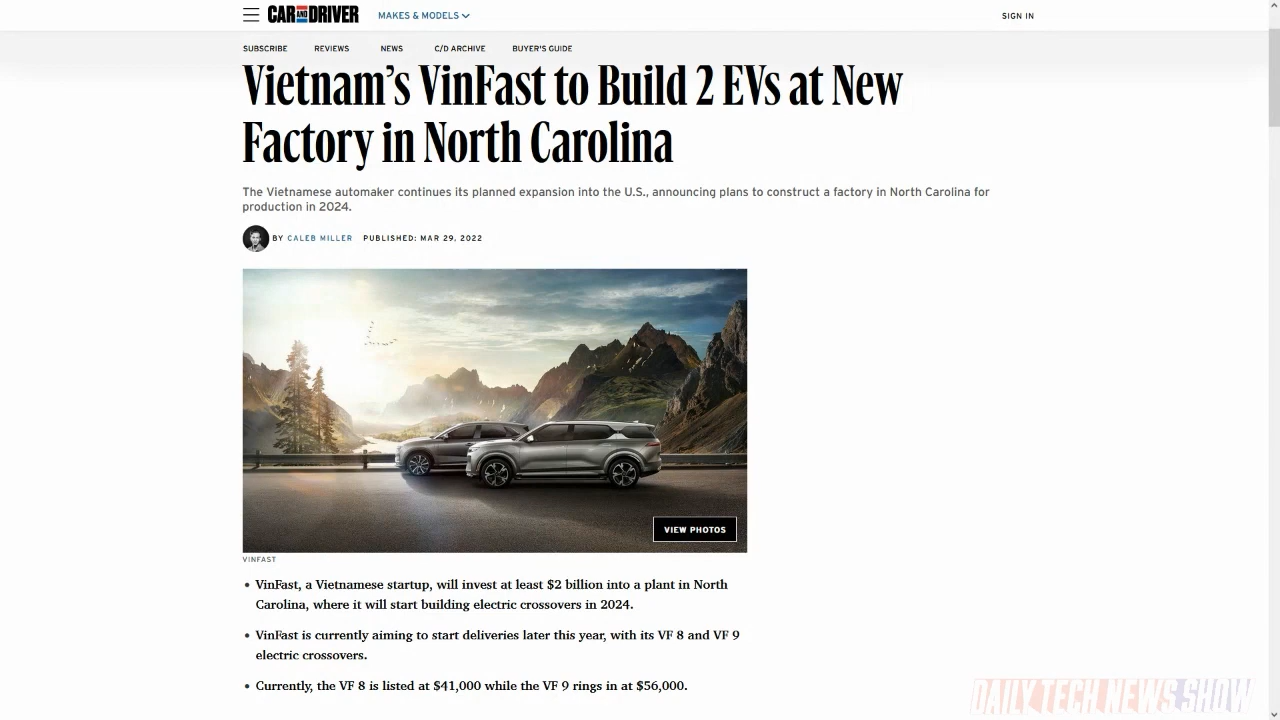 CAR AND DRIVER
MAKES & MODELS
SIGN IN
SUBSCRIBE REVIEWS NEWS C/D ARCHIVE BUYER'S GUIDE
Vietnam's VinFast to Build 2 EVs at New
Factory in North Carolina
The Vietnamese automaker continues its planned expansion into the U.S., announcing plans to construct a factory in North Carolina for
production in 2024.
BY CALEB MILLER PUBLISHED: MAR 29, 2022
VIEW PHOTOS
VINFAST
• VinFast, a Vietnamese startup, will invest at least $2 billion into a plant in North
Carolina, where it will start building electric crossovers in 2024.
• VinFast is currently aiming to start deliveries later this year, with its VF 8 and VF 9
electric crossovers.
• Currently, the VF 8 is listed at $41,000 while the VF 9 rings in at $56,000.
DAILY TECH NEWS SHOW